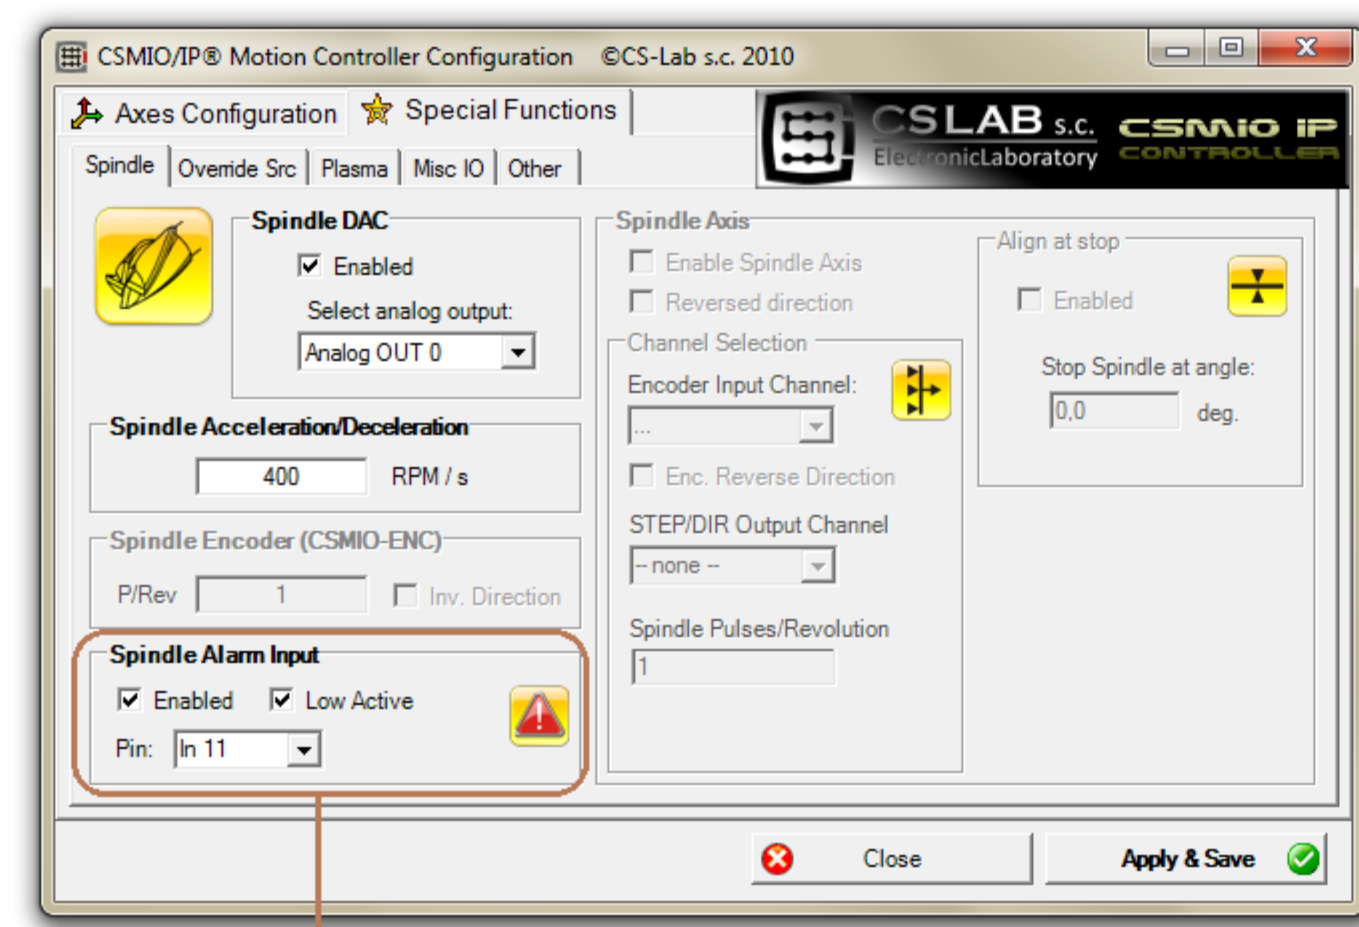 CSMIO/IP® Motion Controller Configuration ©CS-Lab s.c. 2010
Axes Configuration Special Functions
CSLAB s.c.
ElectronicLaboratory
CSMIO IP
CONTROLLER
Spindle Override Src Plasma Misc IO Other
Spindle DAC
Enabled
Select analog output:
Analog OUT 0
Spindle Acceleration/Deceleration
400 RPM / s
Spindle Encoder (CSMIO-ENC)
P/Rev 1 Inv. Direction
Spindle Alarm Input
Enabled Low Active
Pin: In 11
Spindle Axis
Enable Spindle Axis
Reversed direction
Channel Selection
Encoder Input Channel:
...
Enc. Reverse Direction
STEP/DIR Output Channel
-- none --
Spindle Pulses/Revolution
1
Align at stop
Enabled
Stop Spindle at angle:
0,0 deg.
Close Apply & Save